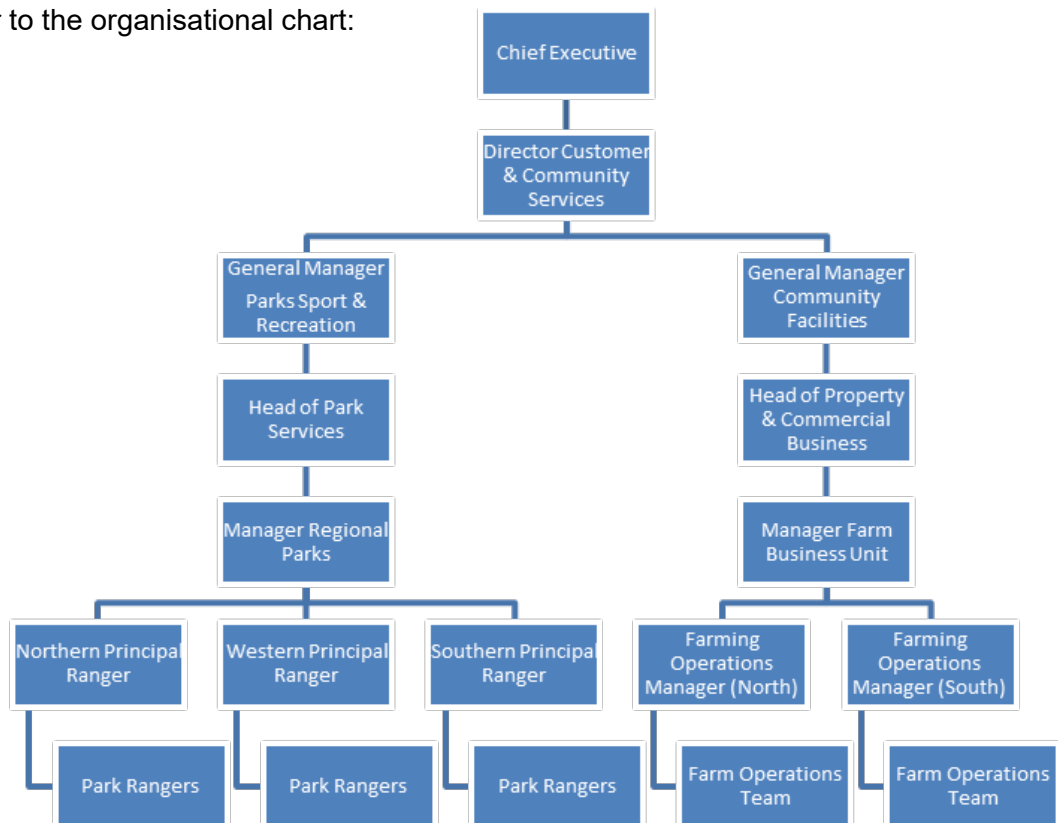 to the organisational chart:
Chief Executive
Director Customer
& Community
Services
General Manager
Parks Sport &
Recreation
General Manager
Community
Facilities
Head of Park
Services
Head of Property
& Commercial
Business
Manager Regional
Parks
Manager Farm
Business Unit
Northern Principal
Ranger
Western Principal
Ranger
Southern Principal
Ranger
Farming
Operations
Manager (North)
Farming
Operations
Manager (South)
Park Rangers
Park Rangers
Park Rangers
Farm Operations
Team
Farm Operations
Team